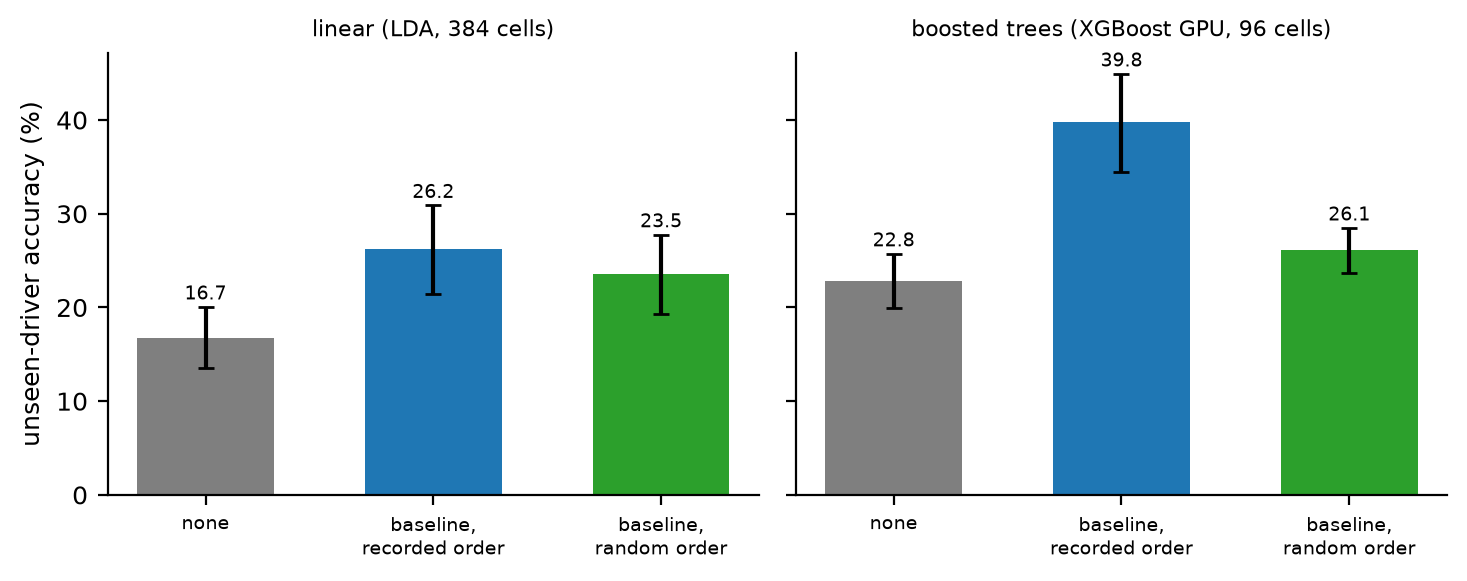 linear (LDA, 384 cells)
boosted trees (XGBoost GPU, 96 cells)
unseen-driver accuracy (%)
40
30
20
10
0
16.7
26.2
23.5
22.8
39.8
26.1
none
baseline,
recorded order
baseline,
random order
none
baseline,
recorded order
baseline,
random order